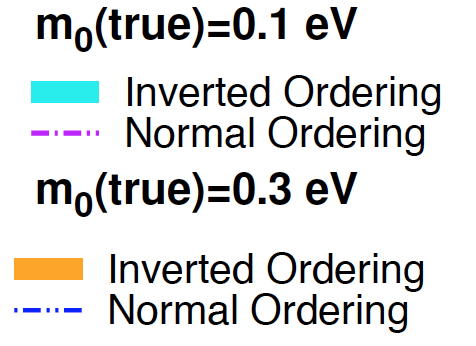 m₀(true)=0.1 eV
Inverted Ordering
Normal Ordering
m₀(true)=0.3 eV
Inverted Ordering
Normal Ordering